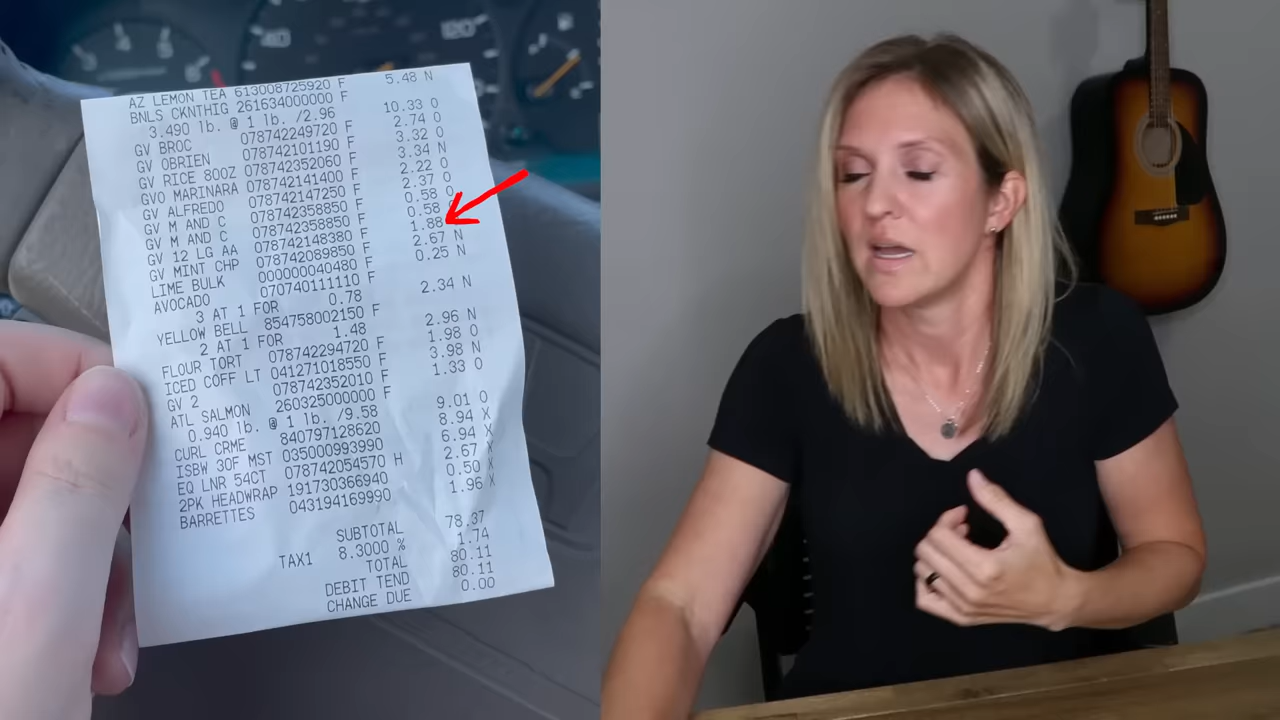 4
6
40
120
AZ LEMON TEA 613008725920 F 5.48 N
BNLS CKNTHIG 261634000000 F
3.490 lb. @ 1 lb. /2.96 10.33 O
GV BROC 078742249720 F 2.74 O
GV OBRIEN 078742101190 F 3.32 O
GV RICE 80OZ 078742352060 F 3.34 N
GVO MARINARA 078742141400 F 2.22 O
GV ALFREDO 078742147250 F 2.37 O
GV M AND C 078742358850 F 0.58 O
GV M AND C 078742358850 F 0.58
GV 12 LG AA 078742148380 F 1.88
GV MINT CHP 078742089850 F 2.67 N
LIME BULK 000000040480 F 0.25 N
AVOCADO 070740111110 F
3 AT 1 FOR 0.78 2.34 N
YELLOW BELL 854758002150 F
2 AT 1 FOR 1.48 2.96 N
FLOUR TORT 078742294720 F 1.98 O
ICED COFF LT 041271018550 F 3.98 N
GV 2 078742352010 F 1.33 O
ATL SALMON 260325000000 F
0.940 lb. @ 1 lb. /9.58 9.01 O
CURL CRME 840797128620 8.94 X
ISBW 30F MST 035000993990 6.94 X
EQ LNR 54CT 078742054570 H 2.67 X
2PK HEADWRAP 191730366940 0.50 X
BARRETTES 043194169990 1.96 X
SUBTOTAL 78.37
TAX1 8.3000 % 1.74
TOTAL 80.11
DEBIT TEND 80.11
CHANGE DUE 0.00